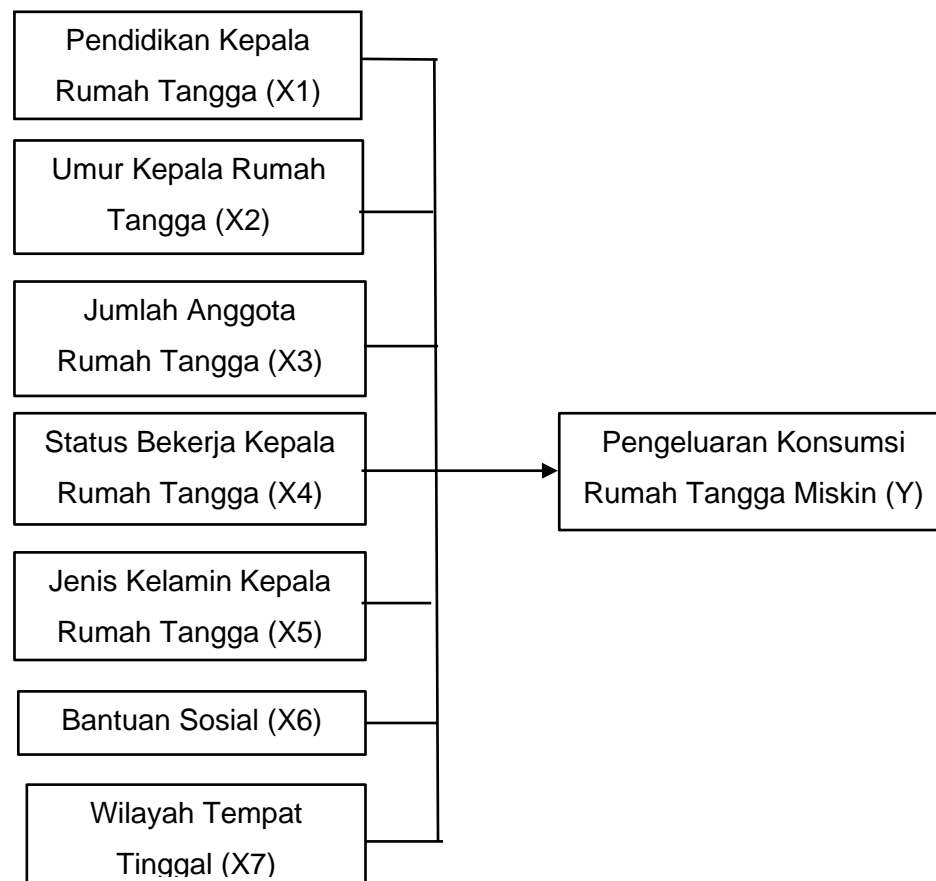 Pendidikan Kepala
Rumah Tangga (X1)
Umur Kepala Rumah
Tangga (X2)
Jumlah Anggota
Rumah Tangga (X3)
Status Bekerja Kepala
Rumah Tangga (X4)
Pengeluaran Konsumsi
Rumah Tangga Miskin (Y)
Jenis Kelamin Kepala
Rumah Tangga (X5)
Bantuan Sosial (X6)
Wilayah Tempat
Tinggal (X7)